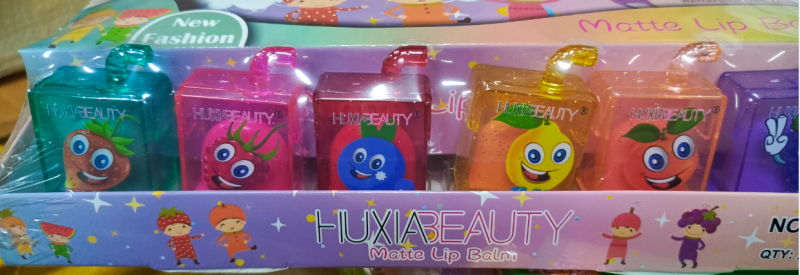 New
Fashion
Matte Lip Ba
HUXIABEAUTY
HUXIABEAUTY
HUXIABEAUTY
HUXIABEAUTY®
HUXIABEAUTY®
HUXIABEAUTY
Matte Lip Balm
NO
QTY: